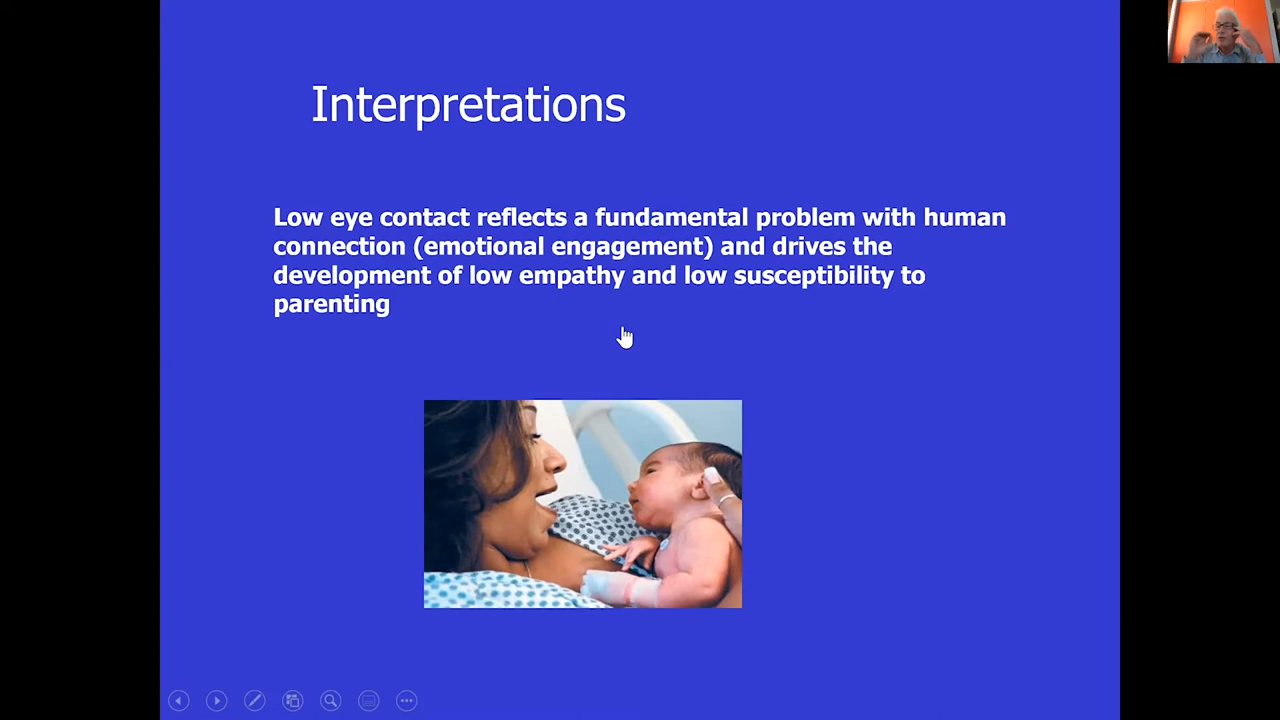 Interpretations
Low eye contact reflects a fundamental problem with human
connection (emotional engagement) and drives the
development of low empathy and low susceptibility to
parenting